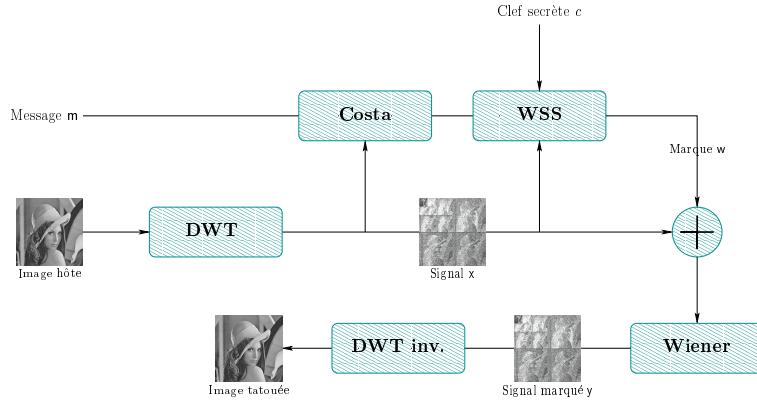 Clef secrète c
Message m
Costa
WSS
Marque w
DWT
Image hôte
Signal x
DWT inv.
Wiener
Image tatouée
Signal marqué y